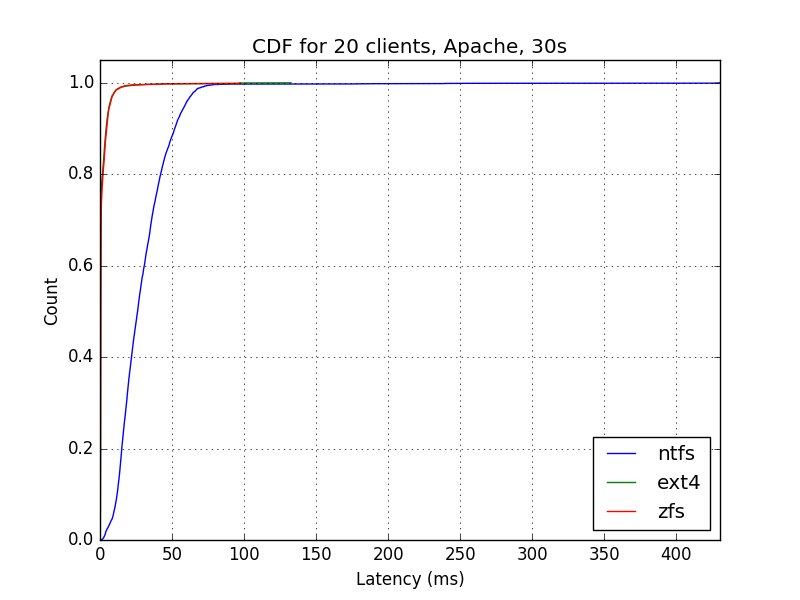 CDF for 20 clients, Apache, 30s
Count
1.0
0.8
0.6
0.4
0.2
0.0
0 50 100 150 200 250 300 350 400
Latency (ms)
ntfs
ext4
zfs